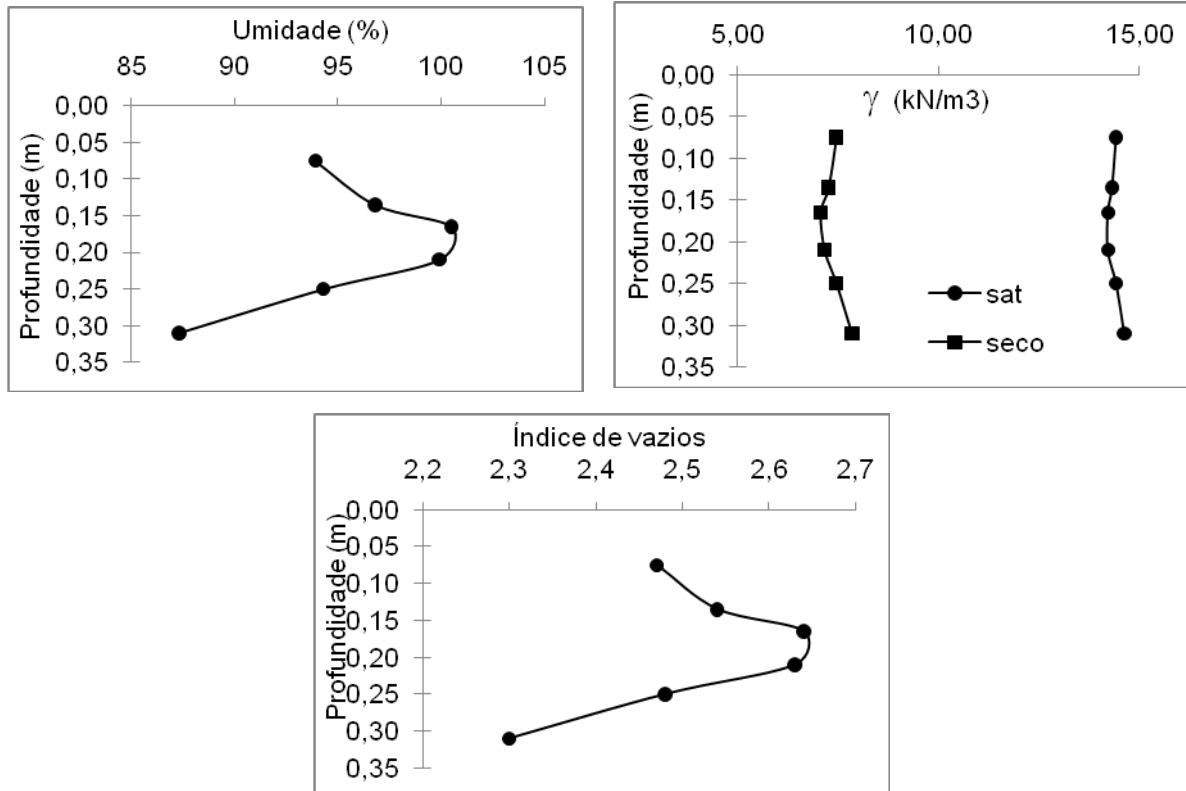 Umidade (%)
85 90 95 100 105
Profundidade (m)
0,00
0,05
0,10
0,15
0,20
0,25
0,30
0,35
5,00 10,00 15,00
γ (kN/m3)
Profundidade (m)
0,00
0,05
0,10
0,15
0,20
0,25
0,30
0,35
sat
seco
Índice de vazios
2,2 2,3 2,4 2,5 2,6 2,7
Profundidade (m)
0,00
0,05
0,10
0,15
0,20
0,25
0,30
0,35